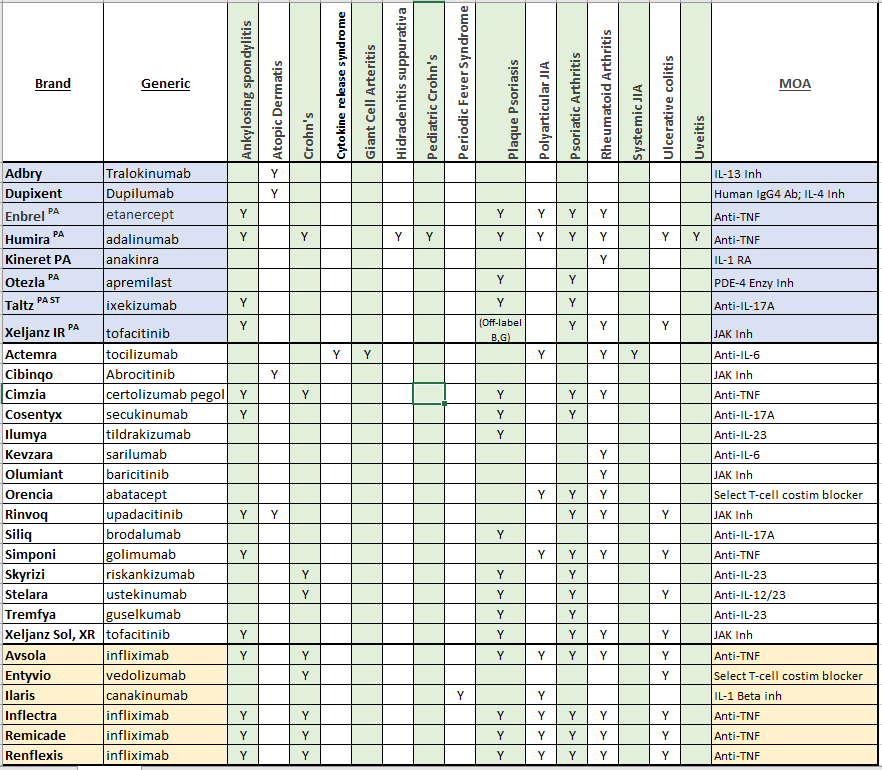 Brand Generic Ankylosing spondylitis Atopic Dermatis Crohn's Cytokine release syndrome Giant Cell Arteritis Hidradenitis suppurativa Pediatric Crohn's Periodic Fever Syndrome Plaque Psoriasis Polyarticular JIA Psoriatic Arthritis Rheumatoid Arthritis Systemic JIA Ulcerative colitis Uveitis MOA
Adbry Tralokinumab Y IL-13 Inh
Dupixent Dupilumab Y Human IgG4 Ab; IL-4 Inh
Enbrel PA etanercept Y Y Y Y Y Anti-TNF
Humira PA adalinumab Y Y Y Y Y Y Y Y Y Y Anti-TNF
Kineret PA anakinra Y IL-1 RA
Otezla PA apremilast Y Y PDE-4 Enzy Inh
Taltz PA ST ixekizumab Y Y Y Anti-IL-17A
Xeljanz IR PA tofacitinib Y (Off-label B,G) Y Y Y JAK Inh
Actemra tocilizumab Y Y Y Y Y Anti-IL-6
Cibinqo Abrocitinib Y JAK Inh
Cimzia certolizumab pegol Y Y Y Y Y Anti-TNF
Cosentyx secukinumab Y Y Y Anti-IL-17A
Ilumya tildrakizumab Y Anti-IL-23
Kevzara sarilumab Y Anti-IL-6
Olumiant baricitinib Y JAK Inh
Orencia abatacept Y Y Y Select T-cell costim blocker
Rinvoq upadacitinib Y Y Y Y Y JAK Inh
Siliq brodalumab Y Anti-IL-17A
Simponi golimumab Y Y Y Y Y Anti-TNF
Skyrizi riskankizumab Y Y Y Anti-IL-23
Stelara ustekinumab Y Y Y Y Anti-IL-12/23
Tremfya guselkumab Y Y Anti-IL-23
Xeljanz Sol, XR tofacitinib Y Y Y Y Y JAK Inh
Avsola infliximab Y Y Y Y Y Y Y Anti-TNF
Entyvio vedolizumab Y Y Select T-cell costim blocker
Ilaris canakinumab Y Y IL-1 Beta inh
Inflectra infliximab Y Y Y Y Y Y Y Anti-TNF
Remicade infliximab Y Y Y Y Y Y Y Anti-TNF
Renflexis infliximab Y Y Y Y Y Y Y Anti-TNF